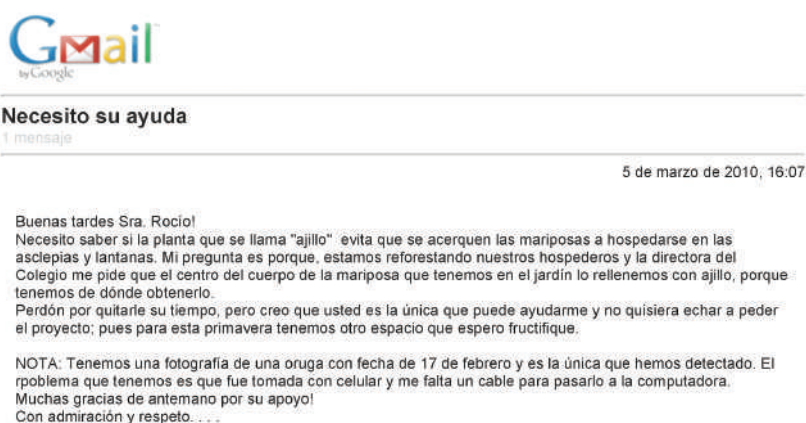 Gmail
by Google
Necesito su ayuda
1 mensaje
5 de marzo de 2010, 16:07
Buenas tardes Sra. Rocio!
Necesito saber si la planta que se llama "ajillo" evita que se acerquen las mariposas a hospedarse en las
asclepias y lantanas. Mi pregunta es porque, estamos reforestando nuestros hospederos y la directora del
Colegio me pide que el centro del cuerpo de la mariposa que tenemos en el jardín lo rellenemos con ajillo, porque
tenemos de dónde obtenerlo.
Perdón por quitarle su tiempo, pero creo que usted es la única que puede ayudarme y no quisiera echar a peder
el proyecto; pues para esta primavera tenemos otro espacio que espero fructifique.
NOTA: Tenemos una fotografía de una oruga con fecha de 17 de febrero y es la única que hemos detectado. El
rpoblema que tenemos es que fue tomada con celular y me falta un cable para pasarlo a la computadora.
Muchas gracias de antemano por su apoyo!
Con admiración y respeto. . . .